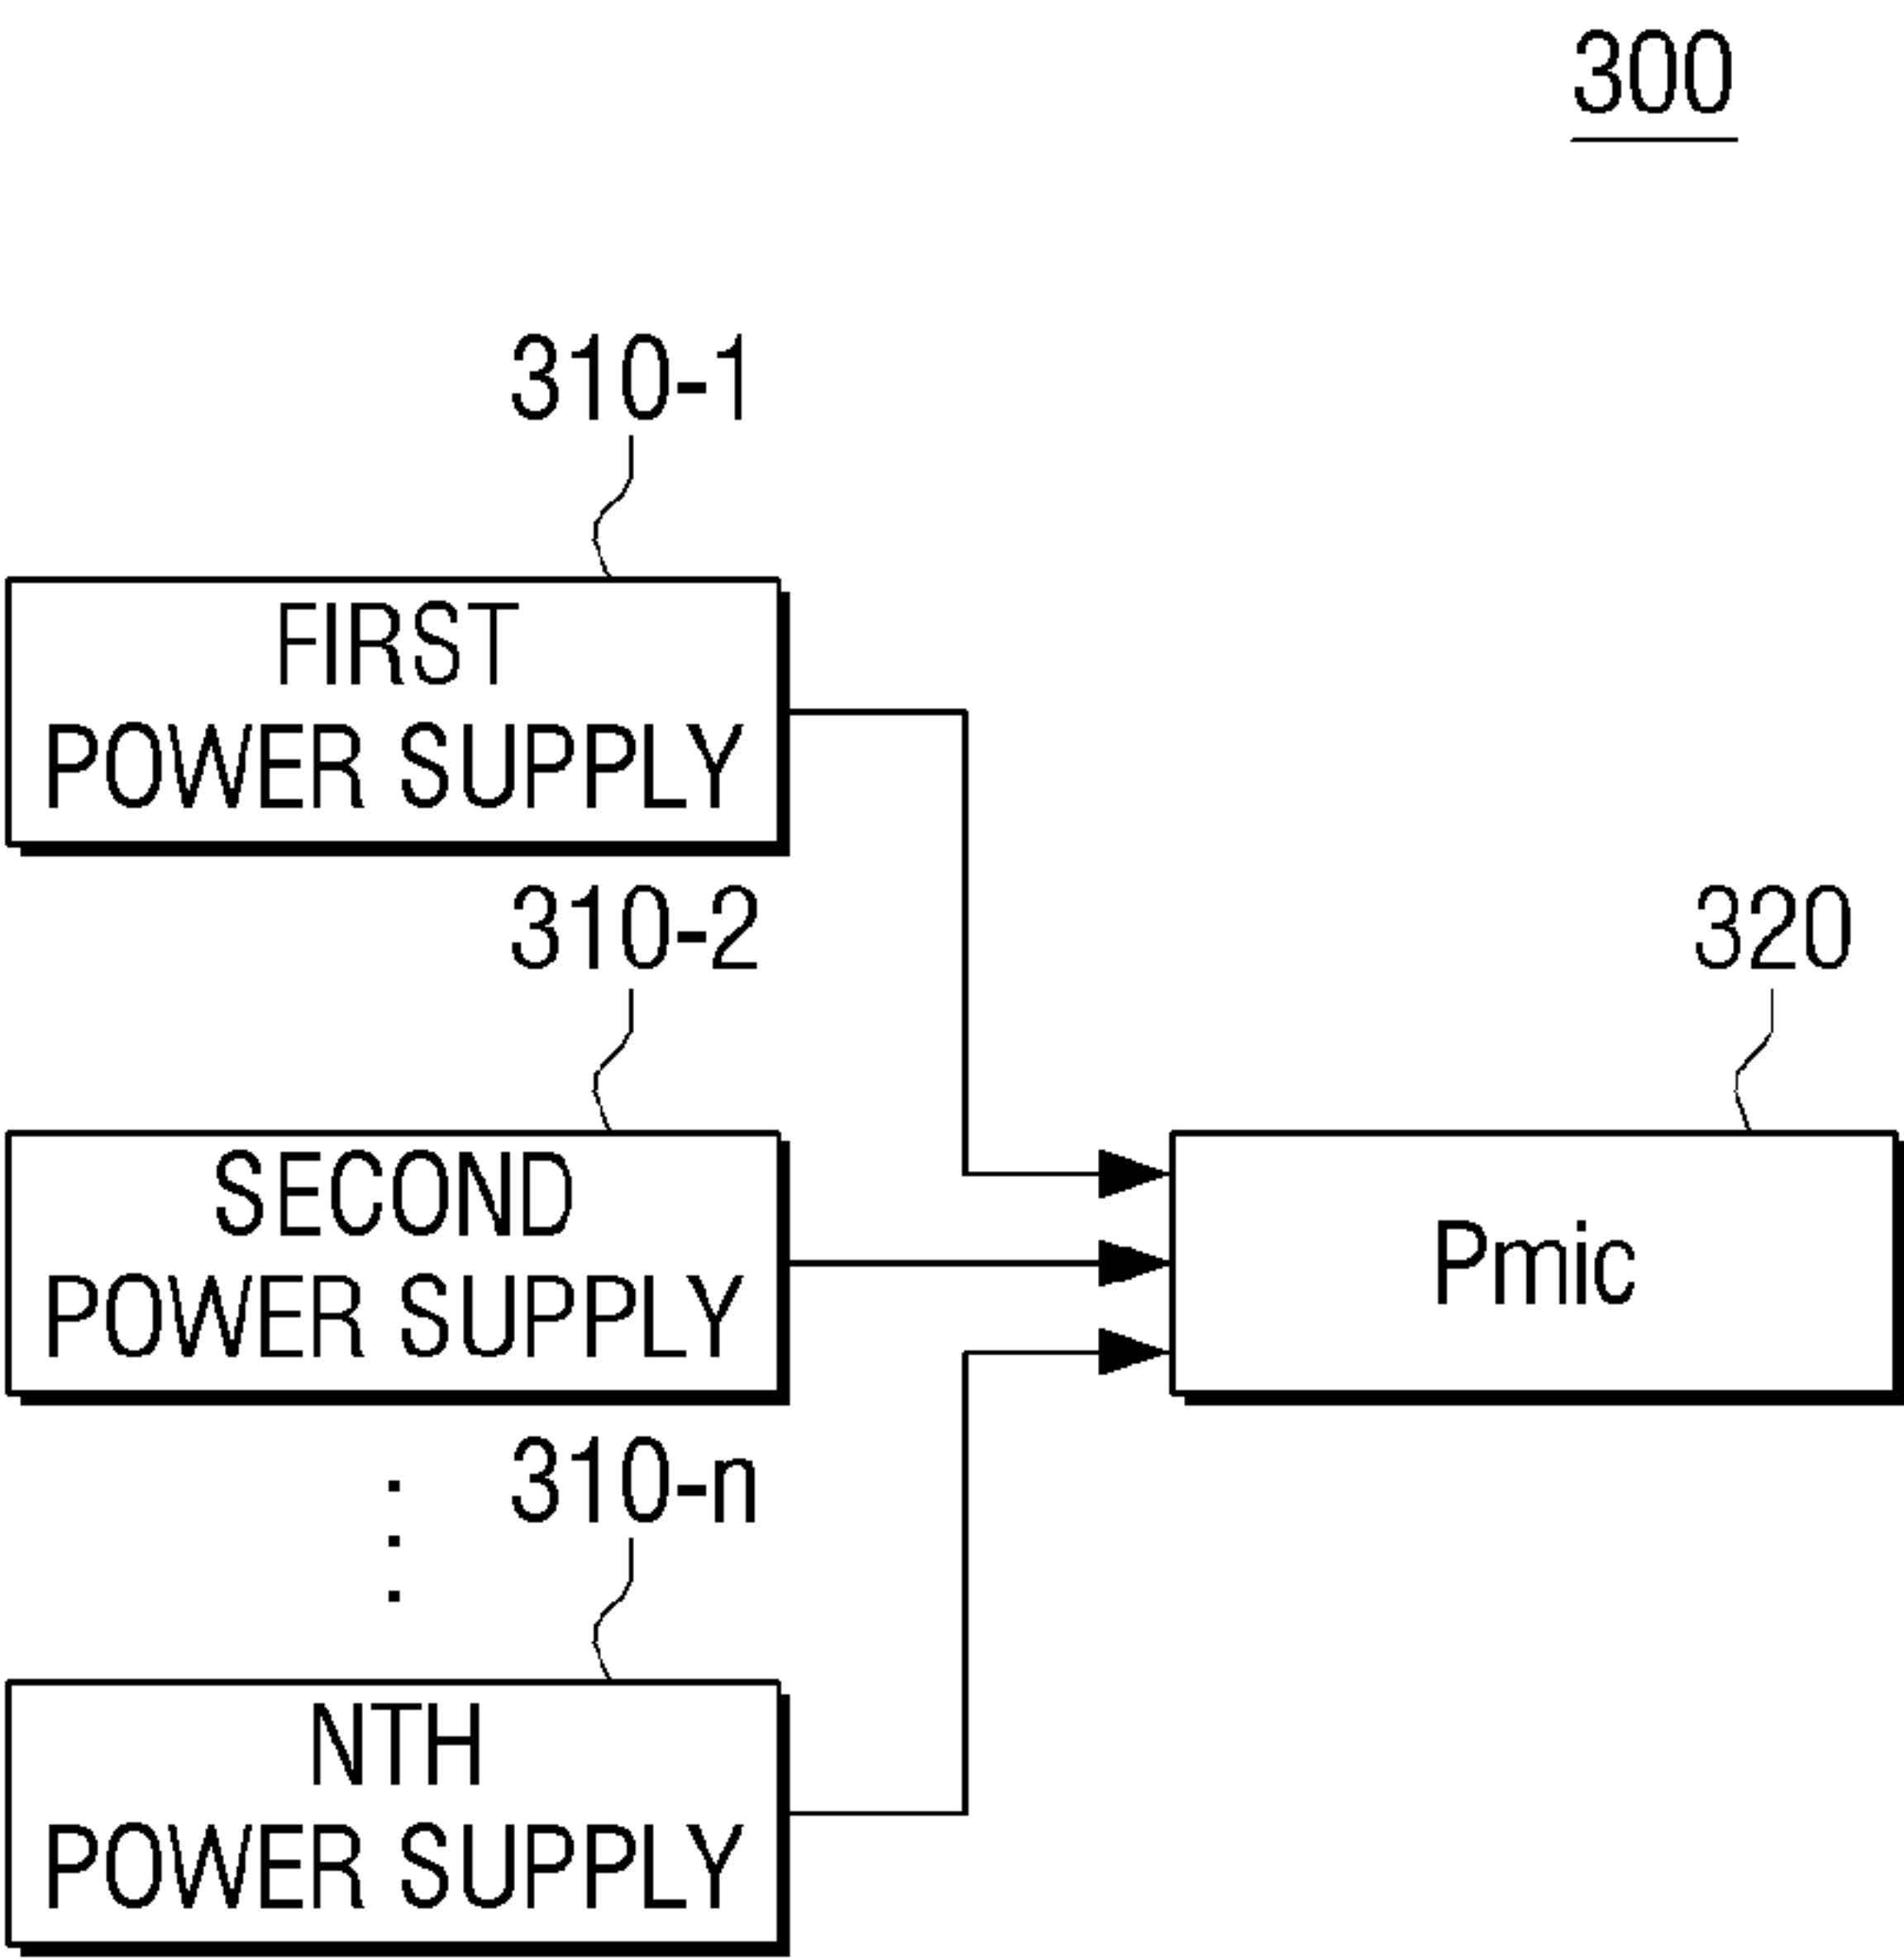 300
310-1
FIRST
POWER SUPPLY
310-2
320
SECOND
POWER SUPPLY
Pmic
310-n
NTH
POWER SUPPLY